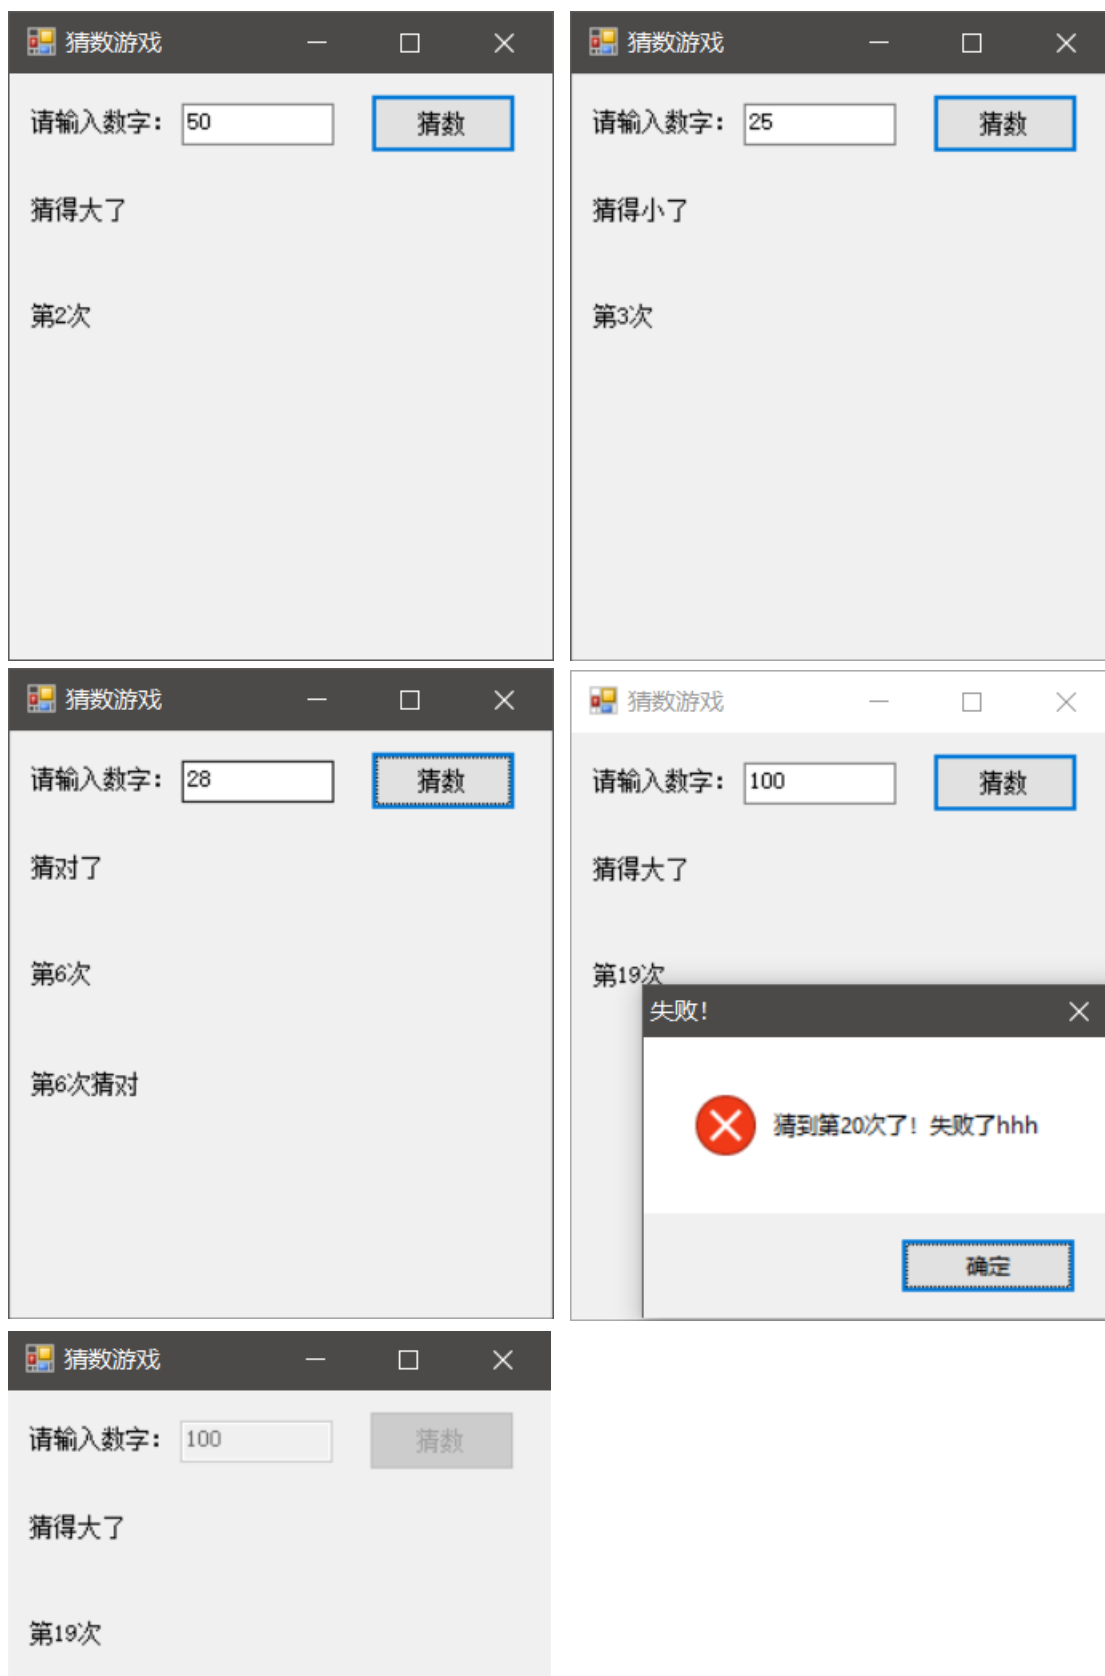 猜数游戏
请输入数字： 50 猜数
猜得大了
第2次
猜数游戏
请输入数字： 25 猜数
猜得小了
第3次
猜数游戏
请输入数字： 28 猜数
猜对了
第6次
第6次猜对
猜数游戏
请输入数字： 100 猜数
猜得大了
第19次
失败！
猜到第20次了！失败了hhh
确定
猜数游戏
请输入数字： 100 猜数
猜得大了
第19次